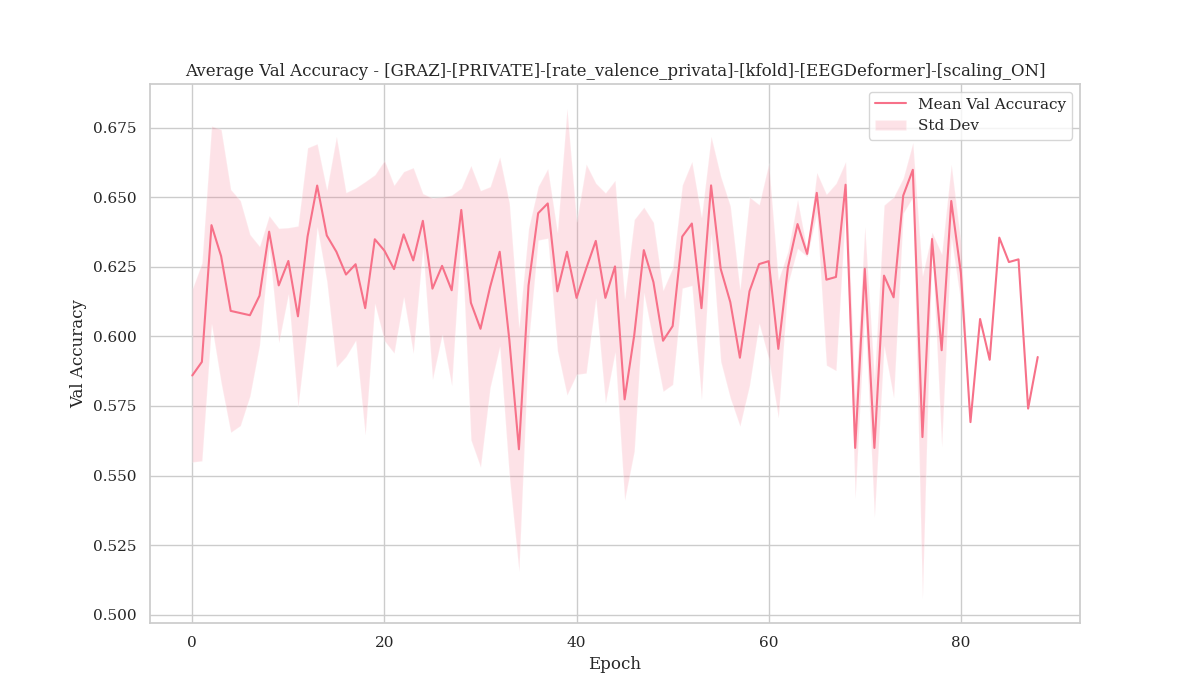 Average Val Accuracy - [GRAZ]-[PRIVATE]-[rate_valence_privata]-[kfold]-[EEGDeformer]-[scaling_ON]
Mean Val Accuracy
Std Dev
Val Accuracy
0.675
0.650
0.625
0.600
0.575
0.550
0.525
0.500
0 20 40 60 80
Epoch